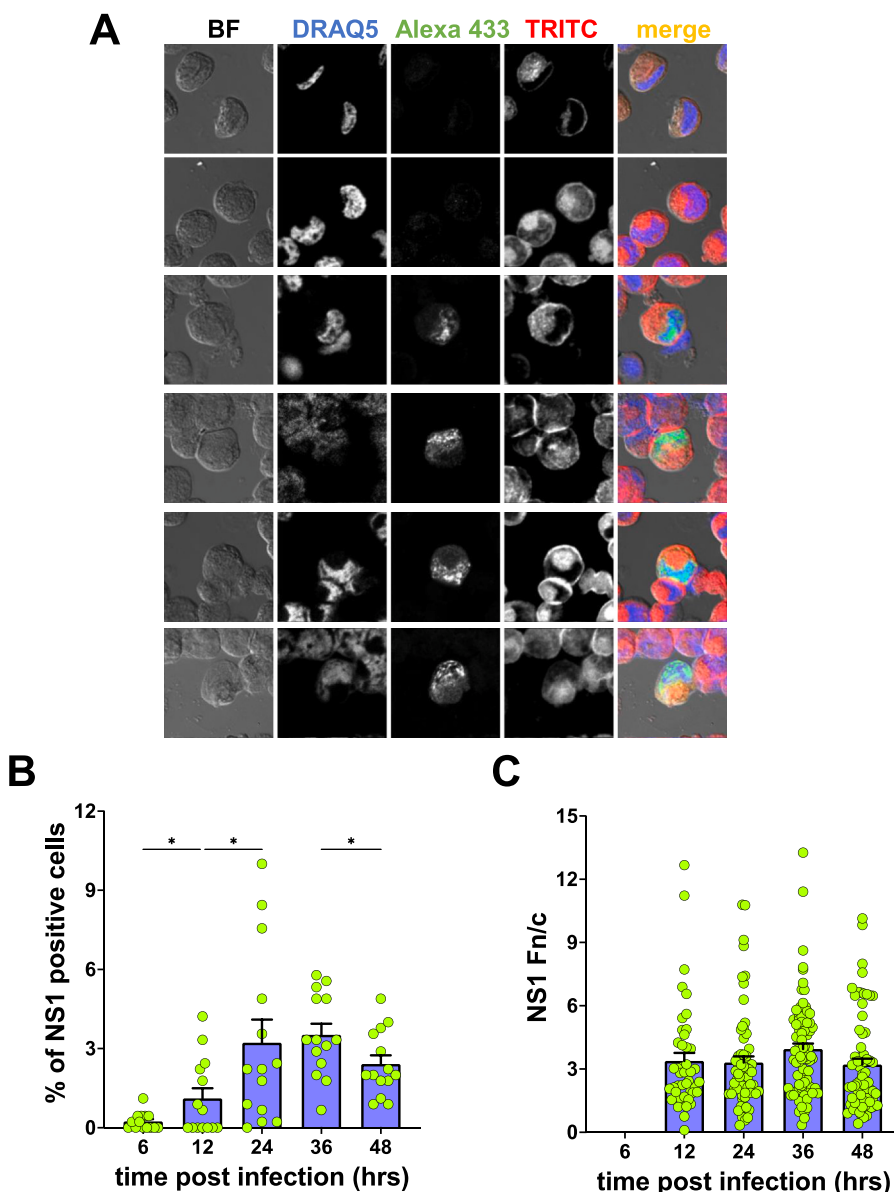 A
BF DRAQ5 Alexa 433 TRITC merge
B
% of NS1 positive cells
12
9
6
3
0
* * *
6 12 24 36 48
time post infection (hrs)
C
NS1 Fn/c
15
12
9
6
3
0
6 12 24 36 48
time post infection (hrs)